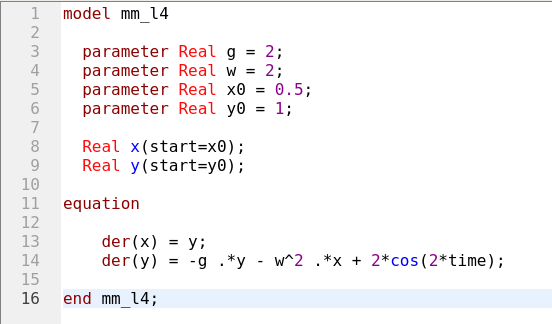 1 model mm_l4
2
3 parameter Real g = 2;
4 parameter Real w = 2;
5 parameter Real x0 = 0.5;
6 parameter Real y0 = 1;
7
8 Real x(start=x0);
9 Real y(start=y0);
10
11 equation
12
13 der(x) = y;
14 der(y) = -g .*y - w^2 .*x + 2*cos(2*time);
15
16 end mm_l4;